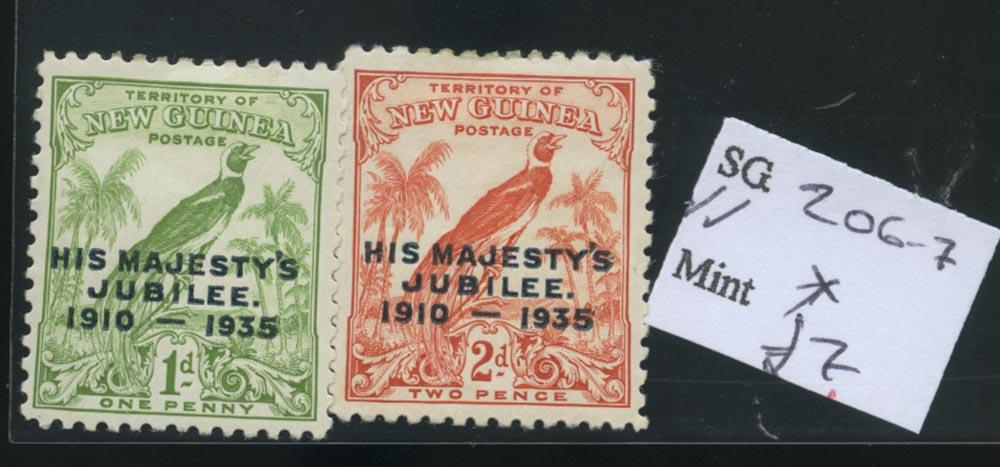 TERRITORY OF
NEW GUINEA
POSTAGE
HIS MAJESTY'S
JUBILEE.
1910 — 1935
1d
ONE PENNY
TERRITORY OF
NEW GUINEA
POSTAGE
HIS MAJESTY'S
JUBILEE.
1910 — 1935
2d
TWO PENCE
SG 206-7
Mint *
£2